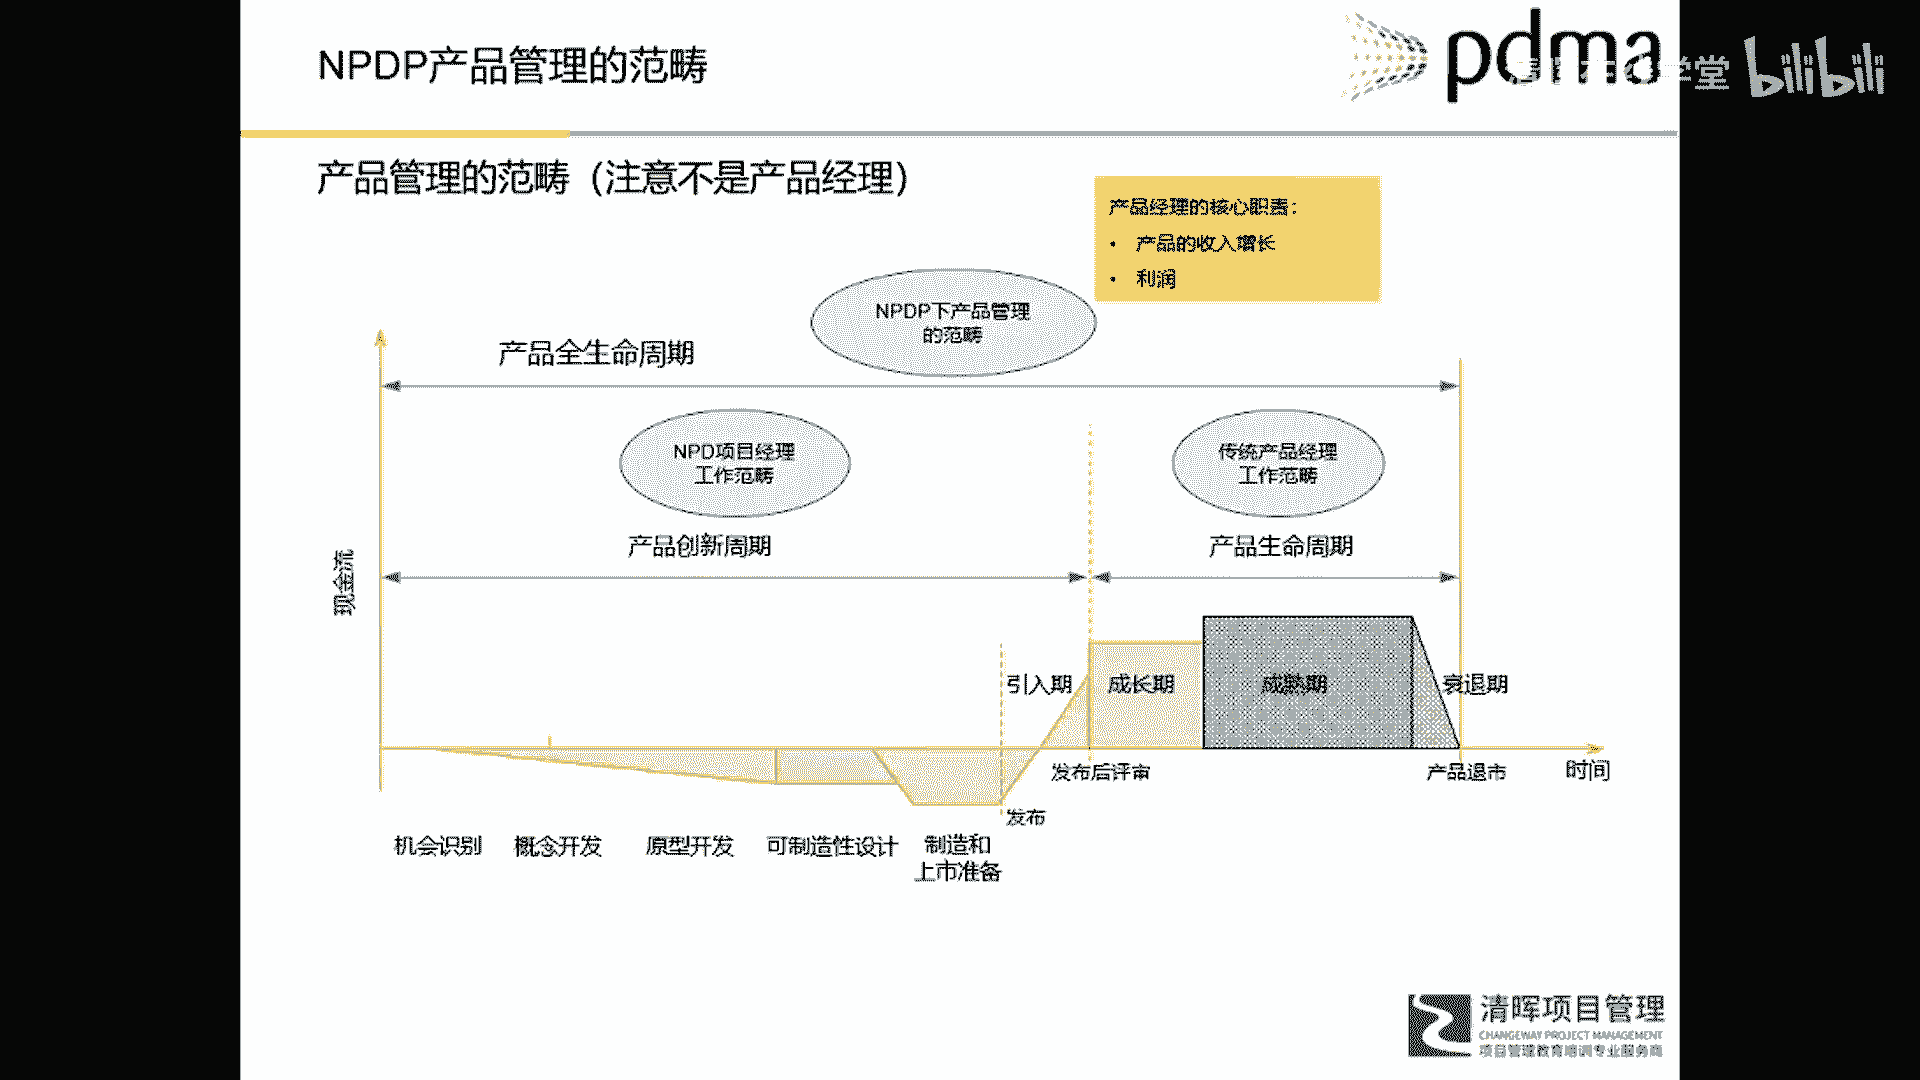 NPDP产品管理的范畴
pdma
学堂
bilibili
产品管理的范畴（注意不是产品经理）
产品经理的核心职责：
• 产品的收入增长
• 利润
NPDP下产品管理
的范畴
产品全生命周期
NPD项目经理
工作范畴
传统产品经理
工作范畴
产品创新周期
产品生命周期
现金流
引入期
成长期
成熟期
衰退期
发布后评审
产品退市
时间
发布
机会识别
概念开发
原型开发
可制造性设计
制造和
上市准备
清晖项目管理
CHANGEWAY PROJECT MANAGEMENT
项目管理教育培训专业服务商